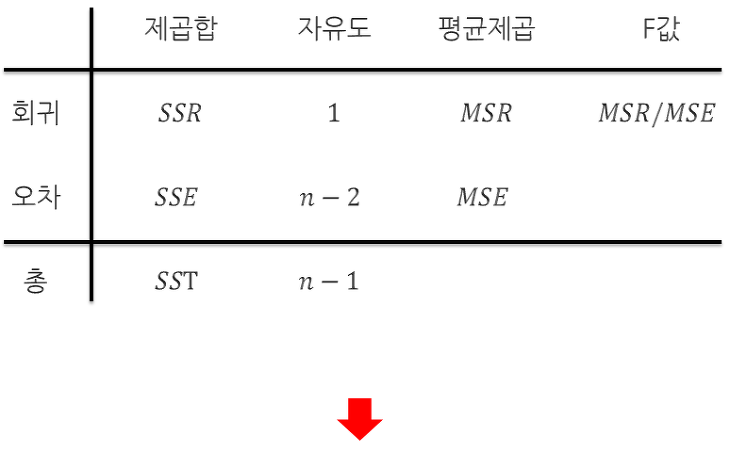 제곱합 자유도 평균제곱 F값
회귀 SSR 1 MSR MSR/MSE
오차 SSE n − 2 MSE
총 SST n − 1